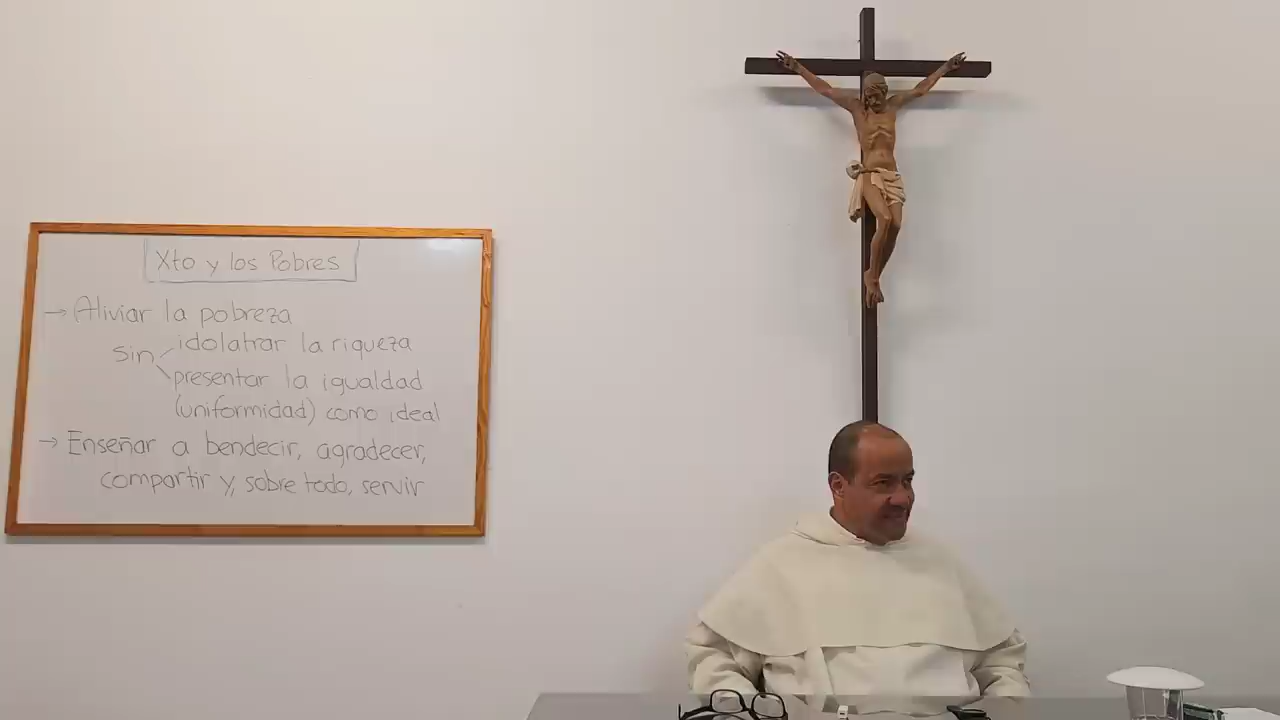 Xto y los Pobres
→ Aliviar la pobreza
sin idolatrar la riqueza
presentar la igualdad
(uniformidad) como ideal
→ Enseñar a bendecir, agradecer,
compartir y, sobre todo, servir